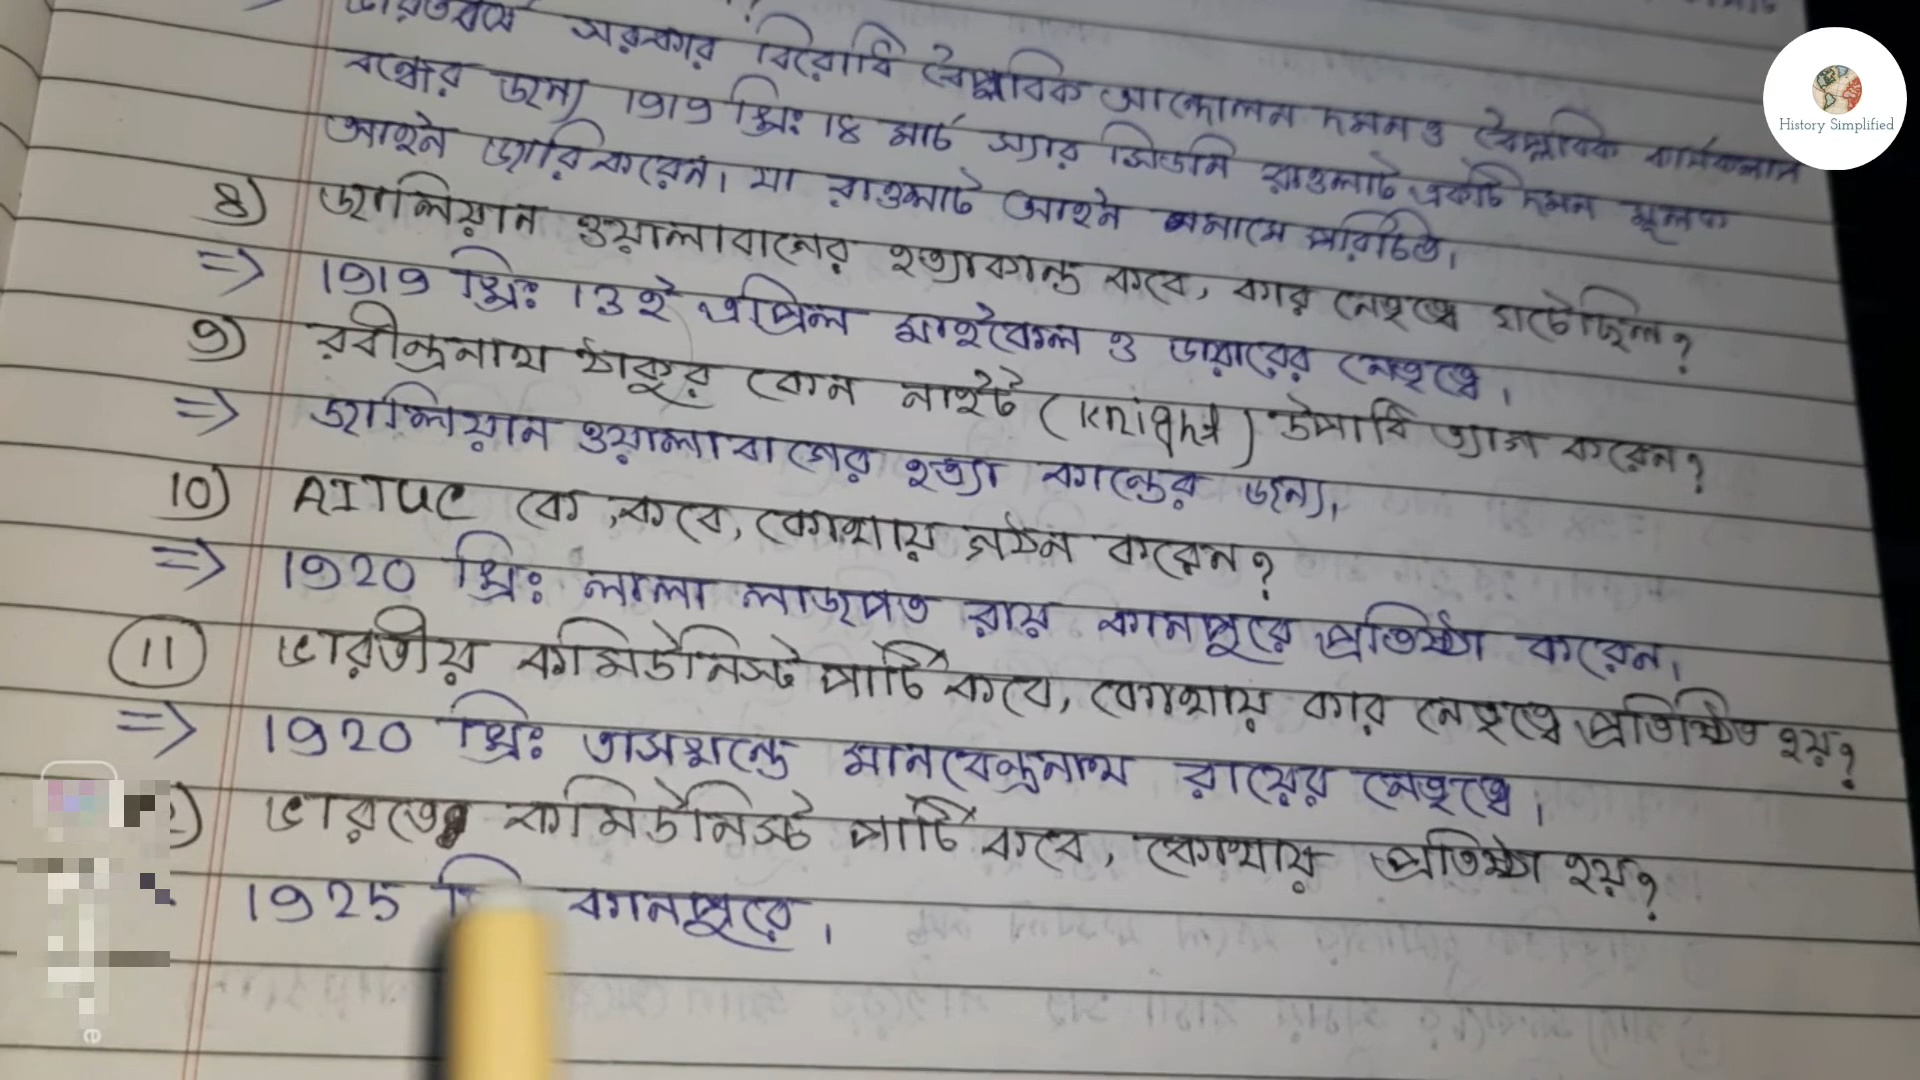 ভারতবর্ষে সরকার বিরোধি বৈপ্লবিক আন্দোলন দমন ও বৈপ্লবিক কার্যকলাপ
বন্ধের জন্য 1919 খ্রিঃ 18 মার্চ স্যার সিডনি রাওলাট একটি দমন মূলক
আইন জারি করেন। যা রাওলাট আইন নামে পরিচিত।
8) জালিয়ান ওয়ালাবাগের হত্যাকান্ড কবে, কার নেতৃত্বে ঘটেছিল?
=> 1919 খ্রিঃ 13ই এপ্রিল মাইকেল ও ডায়ারের নেতৃত্বে।
9) রবীন্দ্রনাথ ঠাকুর কেন নাইট (Knight) উপাধি ত্যাগ করেন?
=> জালিয়ান ওয়ালাবাগের হত্যা কান্ডের জন্য।
10) AITUC কে, কবে, কোথায় গঠন করেন?
=> 1920 খ্রিঃ লালা লাজপত রায় কানপুরে প্রতিষ্ঠা করেন।
11 ভারতীয় কমিউনিস্ট পার্টি কবে, কোথায় কার নেতৃত্বে প্রতিষ্ঠিত হয়?
=> 1920 খ্রিঃ তাসখন্ডে মানবেন্দ্রনাথ রায়ের নেতৃত্বে।
ভারতে কমিউনিস্ট পার্টি কবে, কোথায় প্রতিষ্ঠা হয়?
1925 কানপুরে।
History Simplified